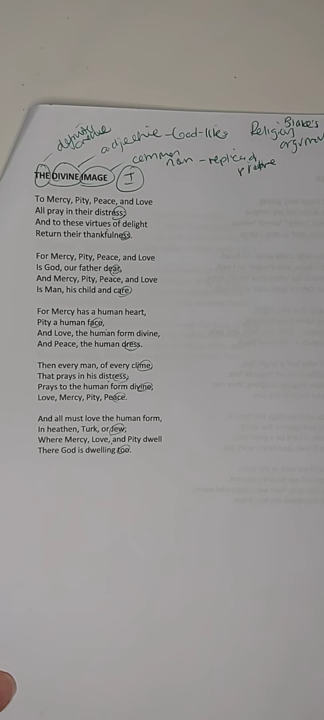 definite
adjective - God-like
Religion
Blake's
common
noun - replica
THE DIVINE IMAGE
I
To Mercy, Pity, Peace, and Love
All pray in their distress;
And to these virtues of delight
Return their thankfulness.
For Mercy, Pity, Peace, and Love
Is God, our father dear,
And Mercy, Pity, Peace, and Love
Is Man, his child and care.
For Mercy has a human heart,
Pity a human face,
And Love, the human form divine,
And Peace, the human dress.
Then every man, of every clime,
That prays in his distress,
Prays to the human form divine,
Love, Mercy, Pity, Peace.
And all must love the human form,
In heathen, Turk, or Jew;
Where Mercy, Love, and Pity dwell
There God is dwelling too.